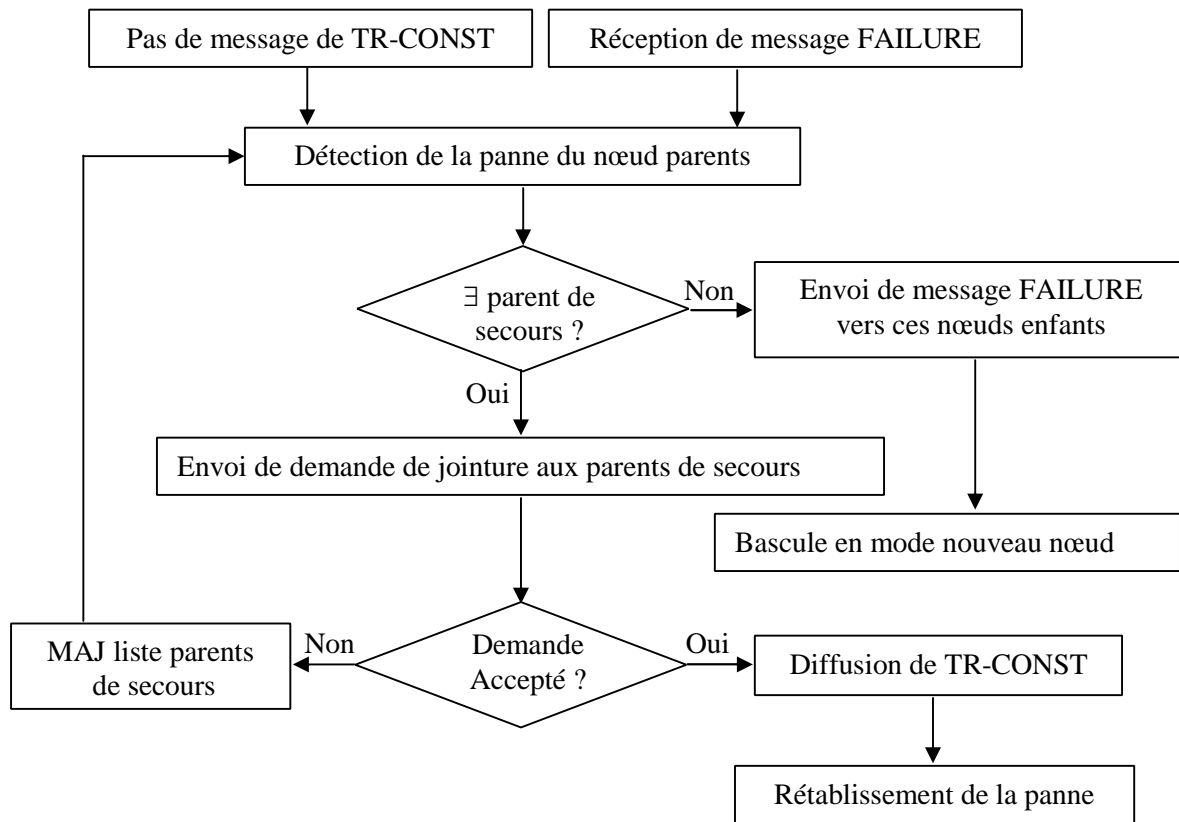 Pas de message de TR-CONST
Réception de message FAILURE
Détection de la panne du nœud parents
∃ parent de
secours ?
Non
Envoi de message FAILURE
vers ces nœuds enfants
Oui
Envoi de demande de jointure aux parents de secours
Bascule en mode nouveau nœud
MAJ liste parents
de secours
Non
Demande
Accepté ?
Oui
Diffusion de TR-CONST
Rétablissement de la panne